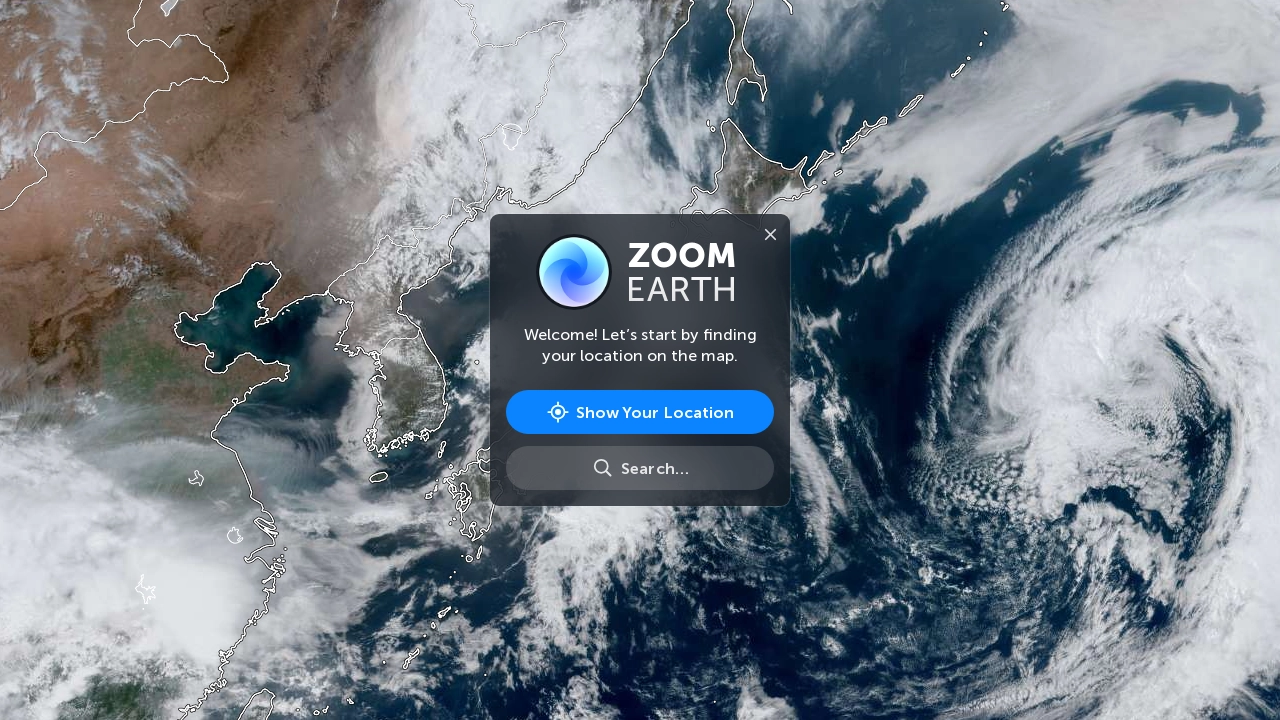 ZOOM
EARTH
Welcome! Let’s start by finding
your location on the map.
Show Your Location
Search...